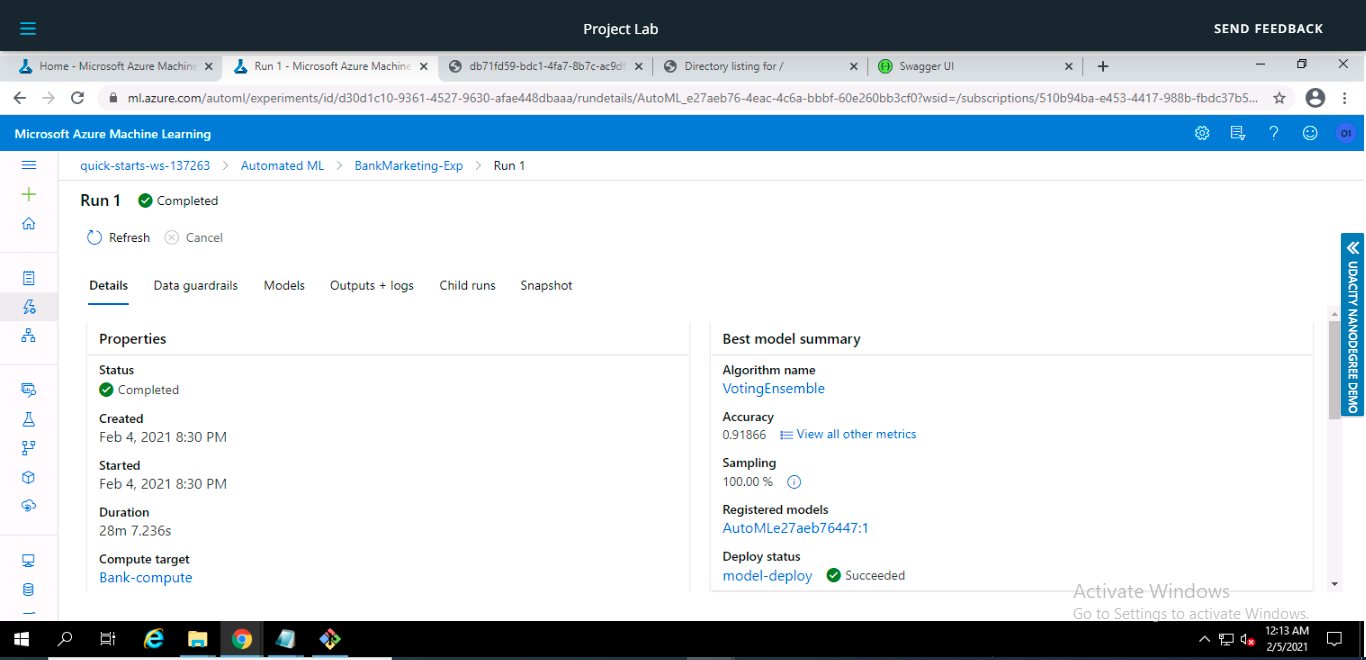 Project Lab
SEND FEEDBACK
Home - Microsoft Azure Machine
Run 1 - Microsoft Azure Machine
db71fd59-bdc1-4fa7-8b7c-ac9df
Directory listing for /
Swagger UI
ml.azure.com/automl/experiments/id/d30d1c10-9361-4527-9630-afae448dbaaa/rundetails/AutoML_e27aeb76-4eac-4c6a-bbbf-60e260bb3cf0?wsid=/subscriptions/510b94ba-e453-4417-988b-fbdc37b5...
Microsoft Azure Machine Learning
O1
quick-starts-ws-137263 > Automated ML > BankMarketing-Exp > Run 1
Run 1 Completed
Refresh Cancel
Details Data guardrails Models Outputs + logs Child runs Snapshot
Properties
Status
Completed
Created
Feb 4, 2021 8:30 PM
Started
Feb 4, 2021 8:30 PM
Duration
28m 7.236s
Compute target
Bank-compute
Best model summary
Algorithm name
VotingEnsemble
Accuracy
0.91866 View all other metrics
Sampling
100.00 %
Registered models
AutoMLe27aeb76447:1
Deploy status
model-deploy Succeeded
UDACITY NANODEGREE DEMO
Activate Windows
Go to Settings to activate Windows.
12:13 AM
2/5/2021